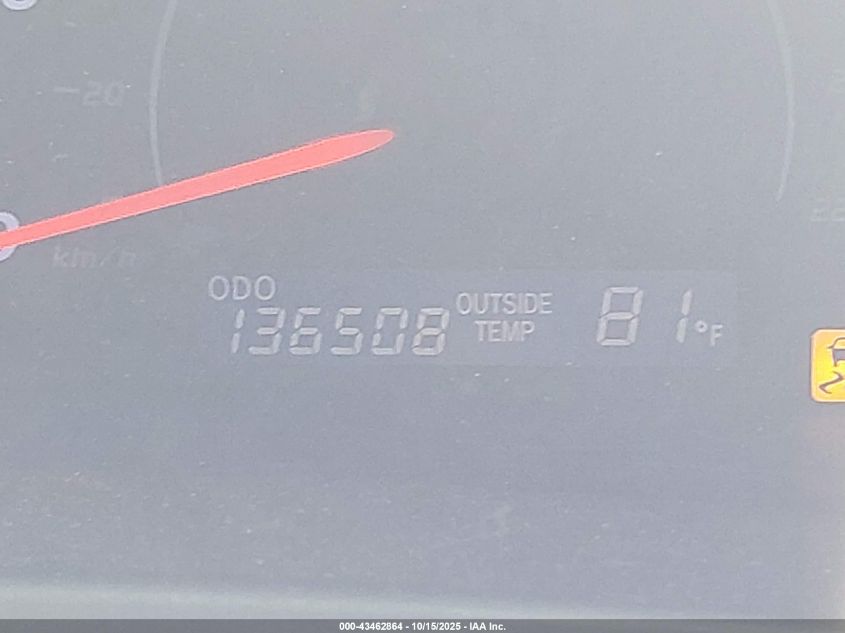 20
km/h
ODO
136508
OUTSIDE
TEMP
81°F
000-43462864 - 10/15/2025 - IAA Inc.